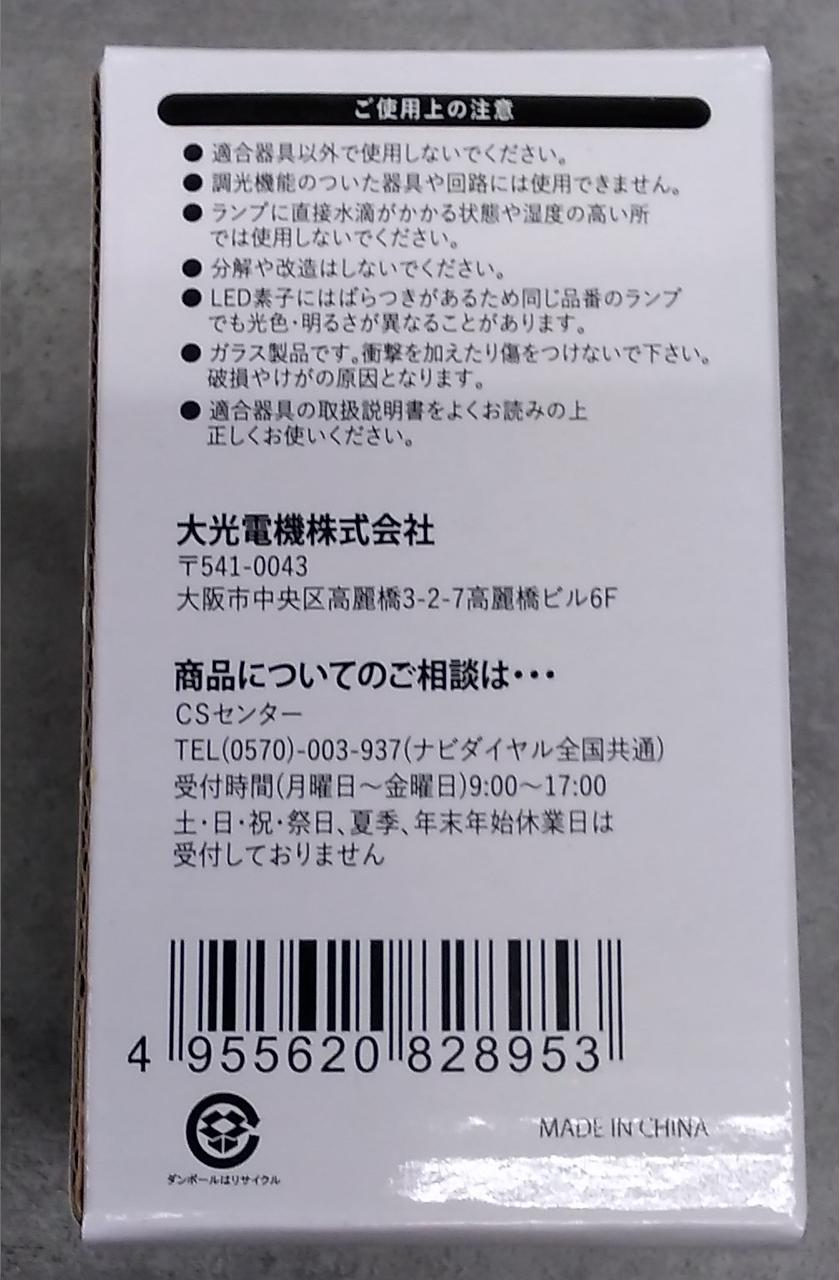 ご使用上の注意
●適合器具以外で使用しないでください。
●調光機能のついた器具や回路には使用できません。
●ランプに直接水滴がかかる状態や湿度の高い所
では使用しないでください。
●分解や改造はしないでください。
●LED素子にはばらつきがあるため同じ品番のランプ
でも光色・明るさが異なることがあります。
●ガラス製品です。衝撃を加えたり傷をつけないで下さい。
破損やけがの原因となります。
●適合器具の取扱説明書をよくお読みの上
正しくお使いください。
大光電機株式会社
〒541-0043
大阪市中央区高麗橋3-2-7高麗橋ビル6F
商品についてのご相談は・・・
CSセンター
TEL(0570)-003-937(ナビダイヤル全国共通)
受付時間(月曜日～金曜日)9:00～17:00
土・日・祝・祭日、夏季、年末年始休業日は
受付しておりません
4 955620 828953
ダンボールはリサイクル
MADE IN CHINA